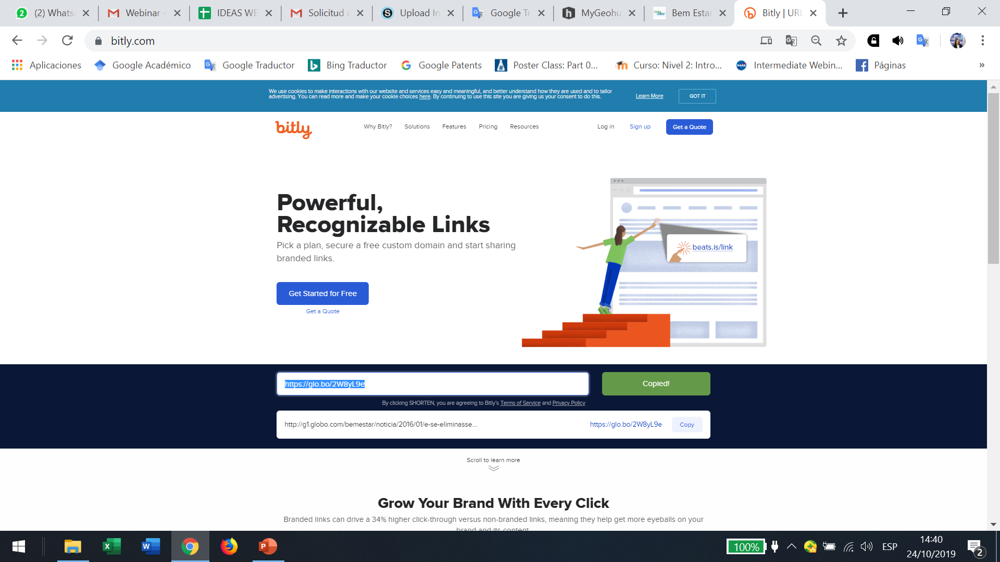 (2) Whats
Webinar -
IDEAS WE
Solicitud
Upload In
Google Tr
MyGeohu
Bem Estar
Bitly | URL
bitly.com
Aplicaciones
Google Académico
Google Traductor
Bing Traductor
Google Patents
Poster Class: Part 0...
Curso: Nivel 2: Intro...
Intermediate Webin...
Páginas
»
We use cookies to make interactions with our website and services easy and meaningful, and better understand how they are used and to tailor
advertising. You can read more and make your cookie choices here. By continuing to use this site you are giving us your consent to do this.
Learn More
GOT IT
bitly
Why Bitly?
Solutions
Features
Pricing
Resources
Log in
Sign up
Get a Quote
Powerful,
Recognizable Links
Pick a plan, secure a free custom domain and start sharing
branded links.
Get Started for Free
Get a Quote
beats.is/link
https://glo.bo/2W8yL9e
Copied!
By clicking SHORTEN, you are agreeing to Bitly's Terms of Service and Privacy Policy
http://g1.globo.com/bemestar/noticia/2016/01/e-se-eliminasse...
https://glo.bo/2W8yL9e
Copy
Scroll to learn more
Grow Your Brand With Every Click
Branded links can drive a 34% higher click-through versus non-branded links, meaning they help get more eyeballs on your
brand and its content.
100%
ESP
14:40
24/10/2019
2